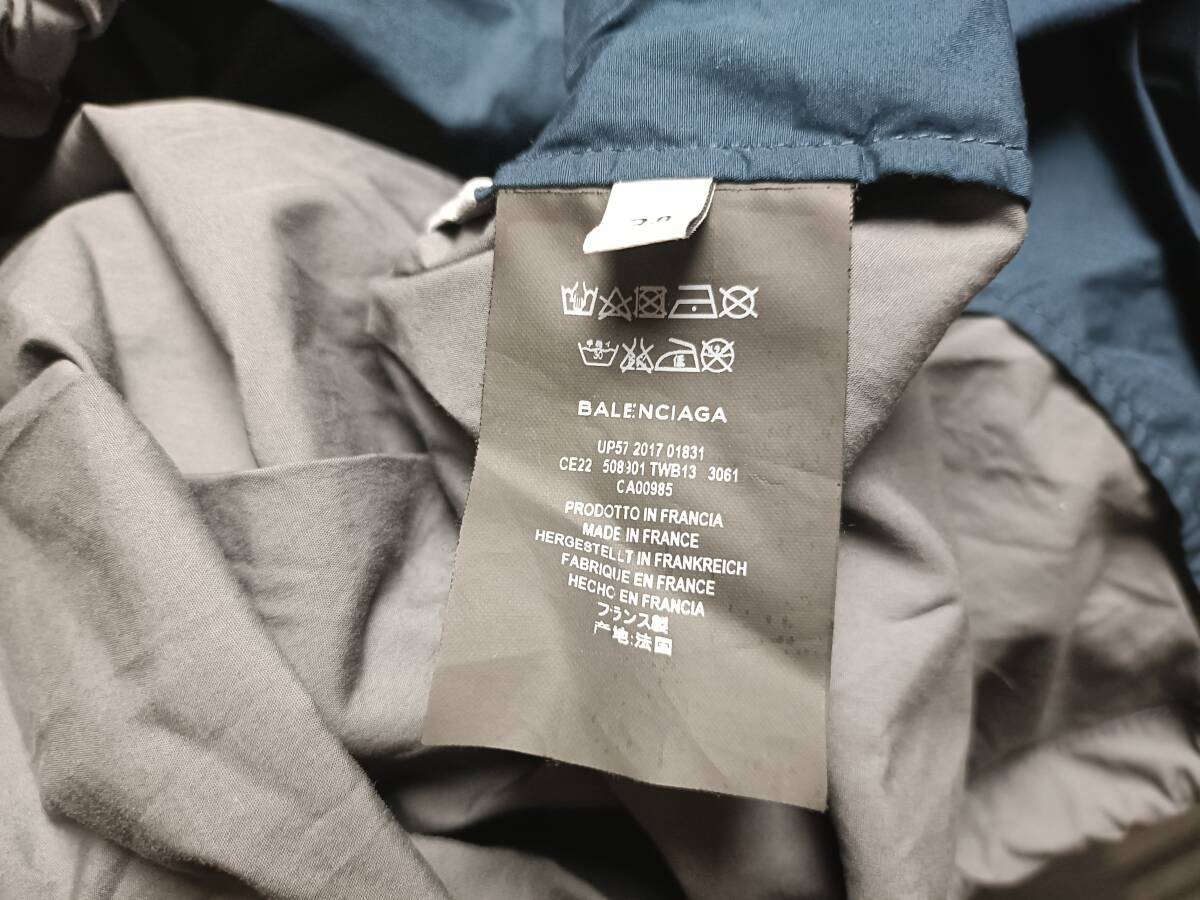 BALENCIAGA
UP57 2017 01831
CE22 508901 TWB13 3061
CA00985
PRODOTTO IN FRANCIA
MADE IN FRANCE
HERGESTELLT IN FRANKREICH
FABRIQUE EN FRANCE
HECHO EN FRANCIA
フランス製
产地:法国